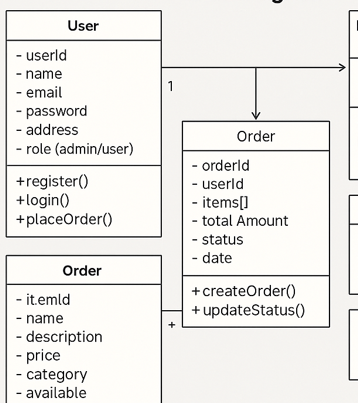 User
- userId
- name
- email
- password
- address
- role (admin/user)
+register()
+login()
+placeOrder()
1
Order
- orderId
- userId
- items[]
- total Amount
- status
- date
+createOrder()
+updateStatus()
Order
- it.emld
- name
- description
- price
- category
- available
+